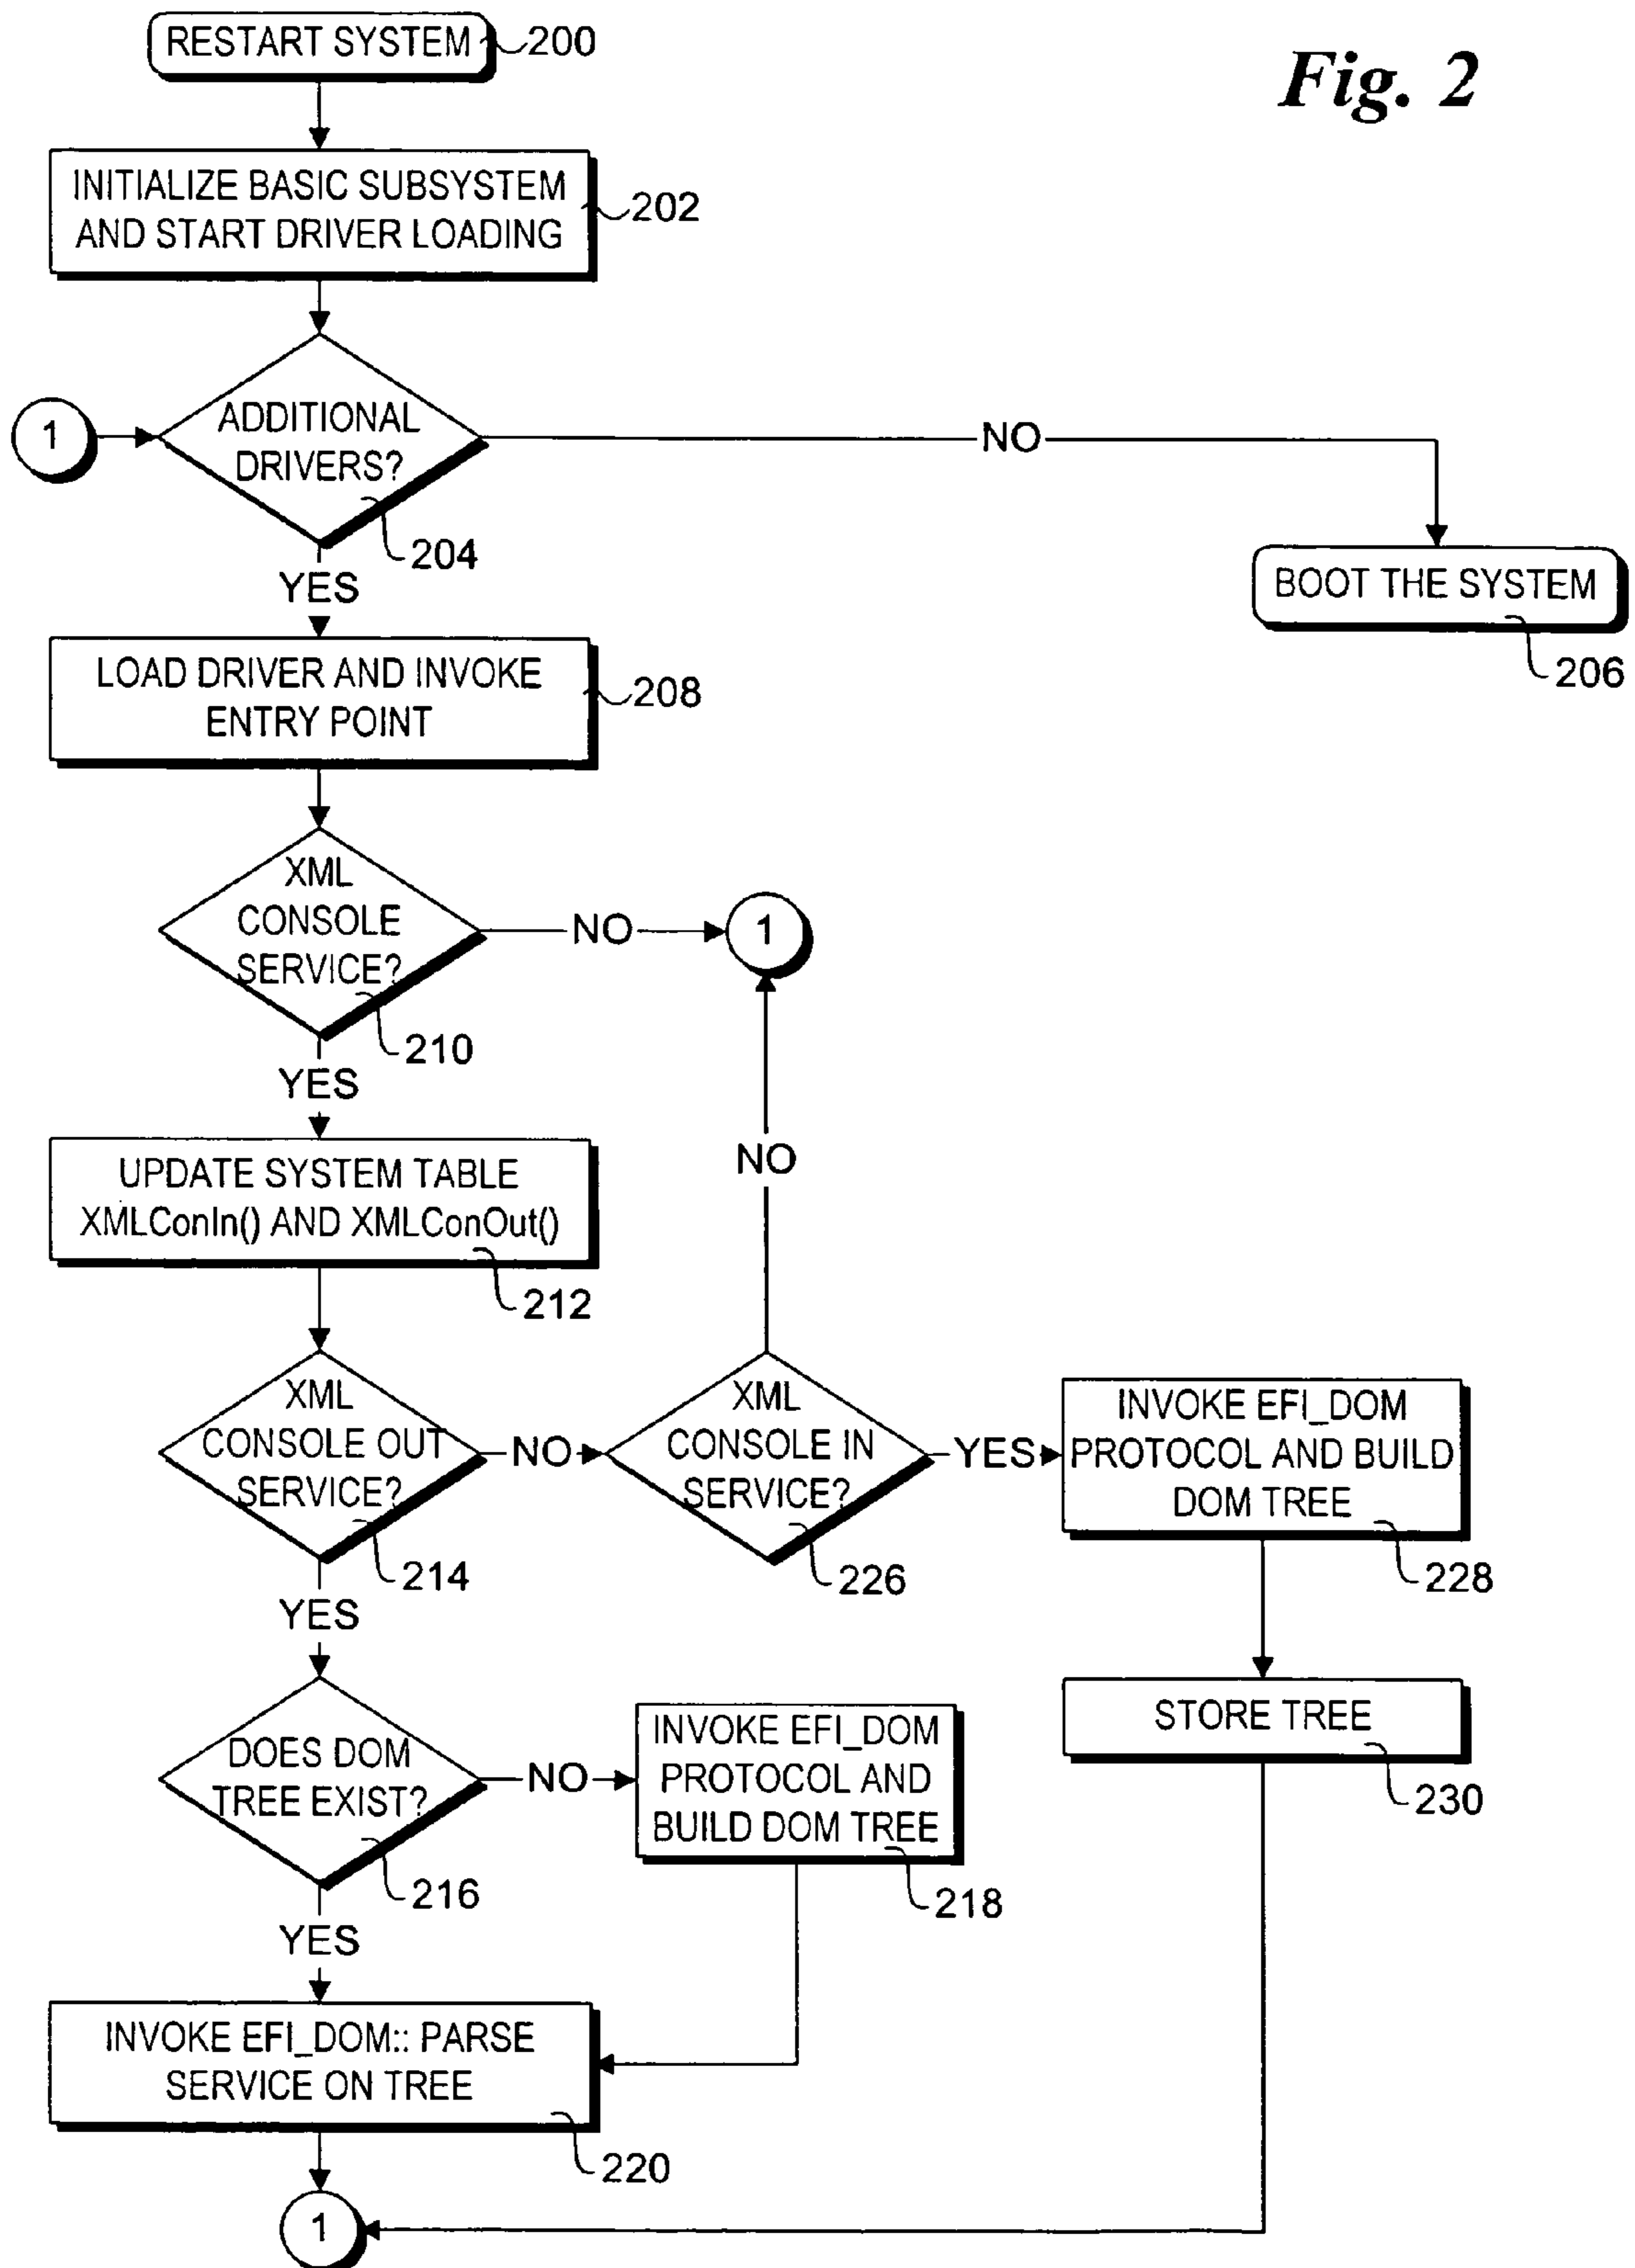 Fig. 2
RESTART SYSTEM
200
INITIALIZE BASIC SUBSYSTEM
AND START DRIVER LOADING
202
1
ADDITIONAL
DRIVERS?
204
NO
YES
BOOT THE SYSTEM
206
LOAD DRIVER AND INVOKE
ENTRY POINT
208
XML
CONSOLE
SERVICE?
210
NO
1
YES
UPDATE SYSTEM TABLE
XMLConIn() AND XMLConOut()
212
NO
XML
CONSOLE OUT
SERVICE?
214
NO
XML
CONSOLE IN
SERVICE?
226
YES
INVOKE EFI_DOM
PROTOCOL AND BUILD
DOM TREE
228
YES
STORE TREE
230
DOES DOM
TREE EXIST?
216
NO
INVOKE EFI_DOM
PROTOCOL AND
BUILD DOM TREE
218
YES
INVOKE EFI_DOM:: PARSE
SERVICE ON TREE
220
1